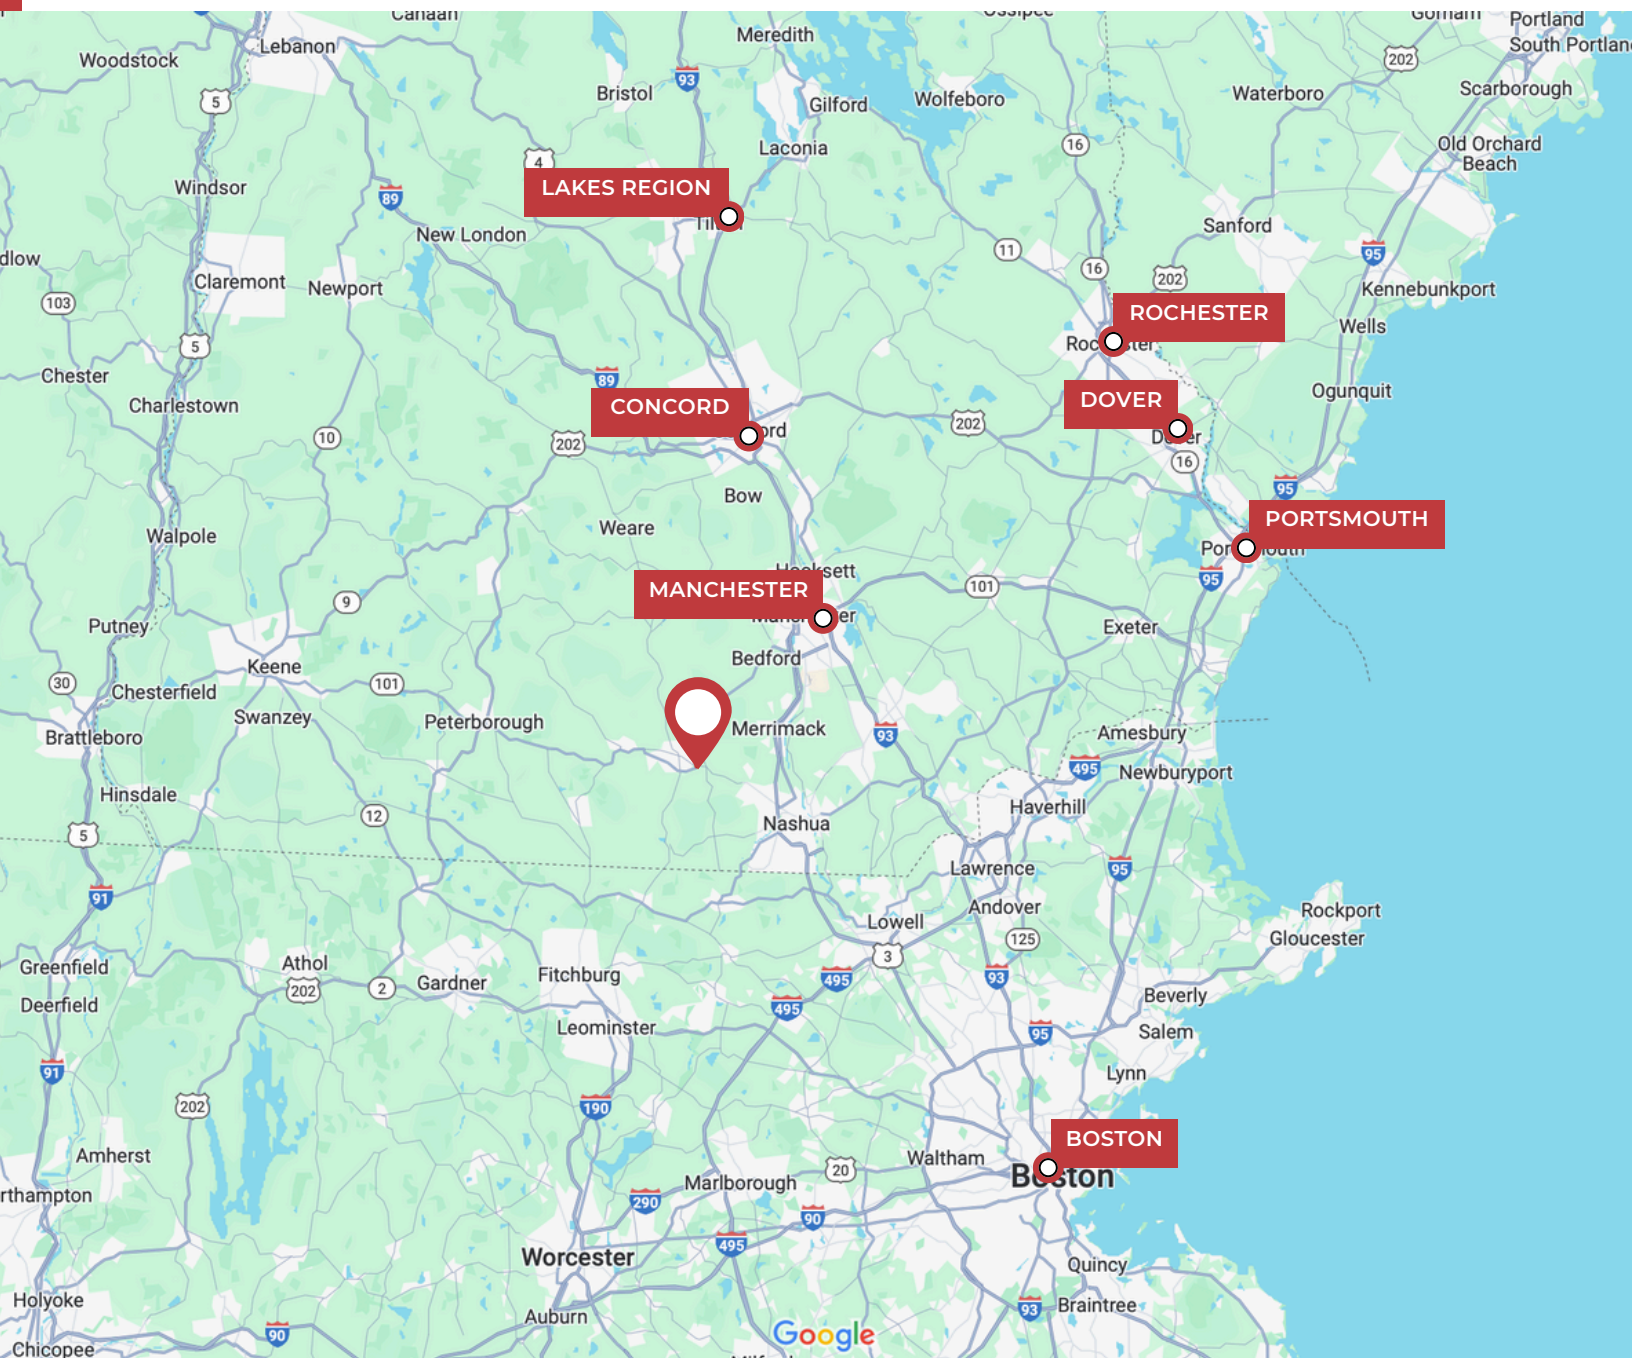 Canaan
Ossipee
Gorham
Portland
South Portland
Lebanon
Woodstock
Meredith
202
93
Bristol
Gilford
Wolfeboro
Waterboro
Scarborough
5
16
Old Orchard
Beach
Laconia
4
Windsor
89
LAKES REGION
New London
Sanford
11
95
dlow
16
202
Claremont
Newport
Kennebunkport
103
ROCHESTER
Wells
5
Chester
89
Ogunquit
Charlestown
CONCORD
DOVER
202
10
202
16
Bow
95
Weare
PORTSMOUTH
Walpole
95
101
MANCHESTER
9
Putney
Exeter
Bedford
Keene
30
Chesterfield
101
Swanzey
Peterborough
Merrimack
93
Amesbury
Brattleboro
495
Newburyport
Hinsdale
Haverhill
12
Nashua
5
Lawrence
95
91
Andover
Rockport
Lowell
Gloucester
125
3
Greenfield
Athol
202
2
Gardner
Fitchburg
495
93
Deerfield
495
Beverly
Leominster
95
Salem
91
Lynn
202
190
BOSTON
Amherst
Waltham
20
Boston
rthampton
Marlborough
290
90
495
Worcester
Quincy
Holyoke
Auburn
93
Braintree
90
Google
Chicopee